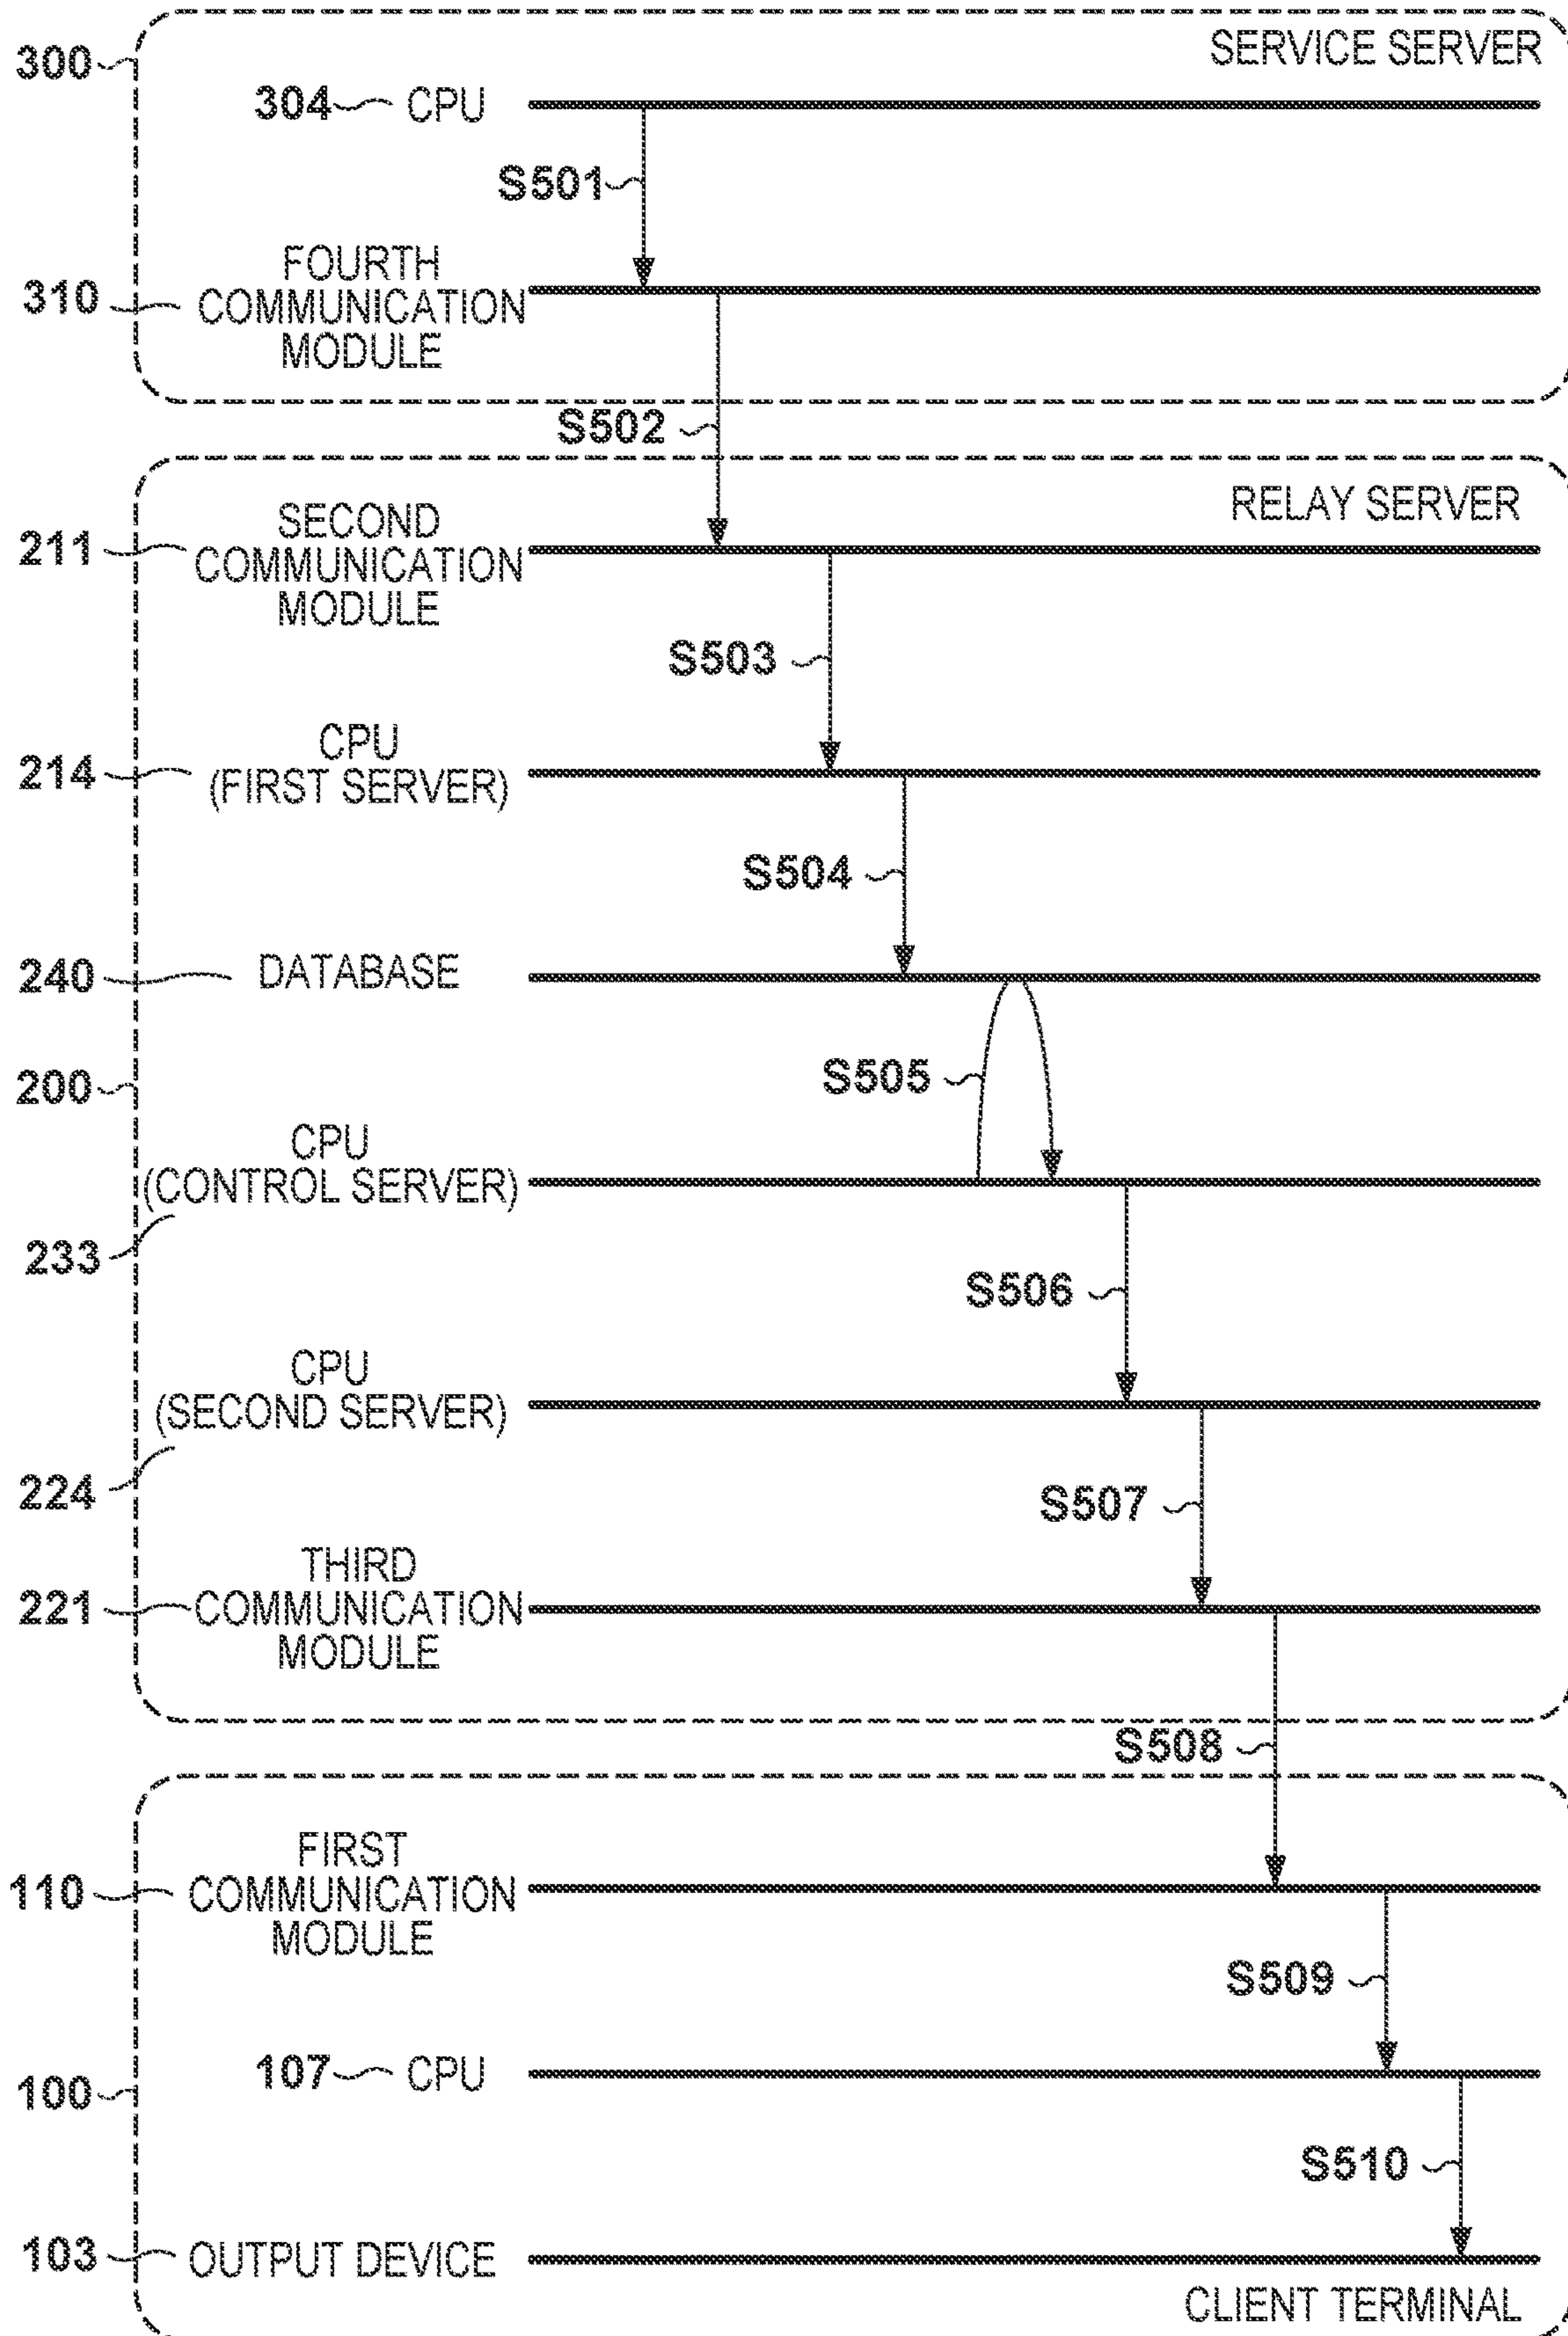 300
SERVICE SERVER
304 CPU
S501
FOURTH
310 COMMUNICATION
MODULE
S502
RELAY SERVER
SECOND
211 COMMUNICATION
MODULE
S503
CPU
214 (FIRST SERVER)
S504
240 DATABASE
200
S505
CPU
(CONTROL SERVER)
233
S506
CPU
(SECOND SERVER)
224
S507
THIRD
221 COMMUNICATION
MODULE
S508
FIRST
110 COMMUNICATION
MODULE
S509
107 CPU
100
S510
103 OUTPUT DEVICE
CLIENT TERMINAL